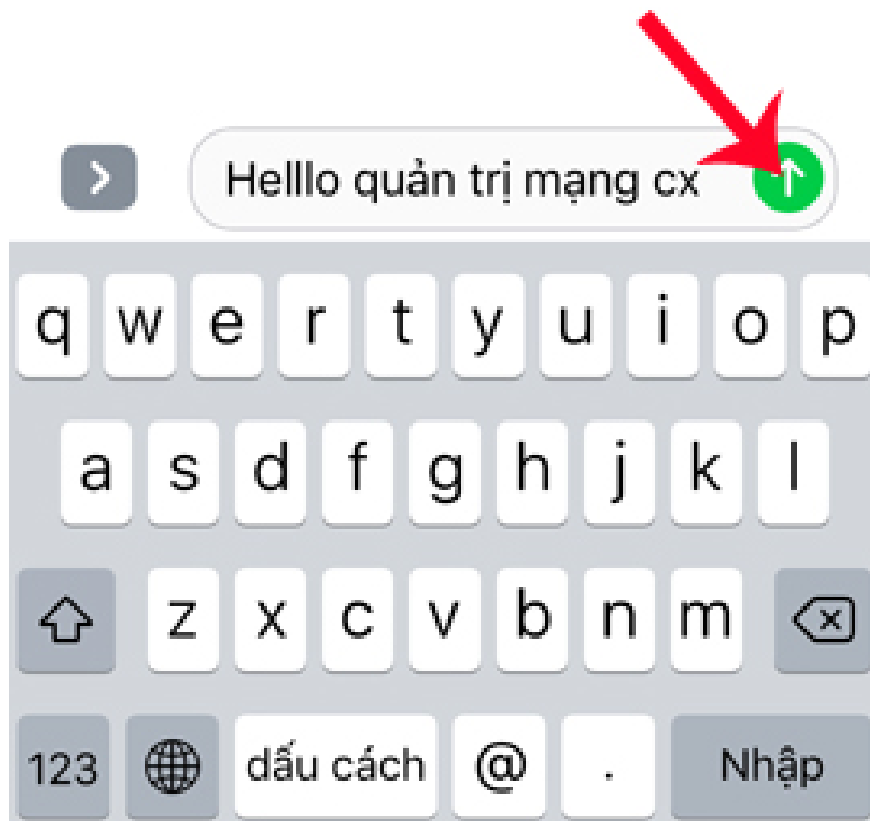 Helllo quản trị mạng cx
q w e r t y u i o p
a s d f g h j k l
z x c v b n m
123 dấu cách @ . Nhập